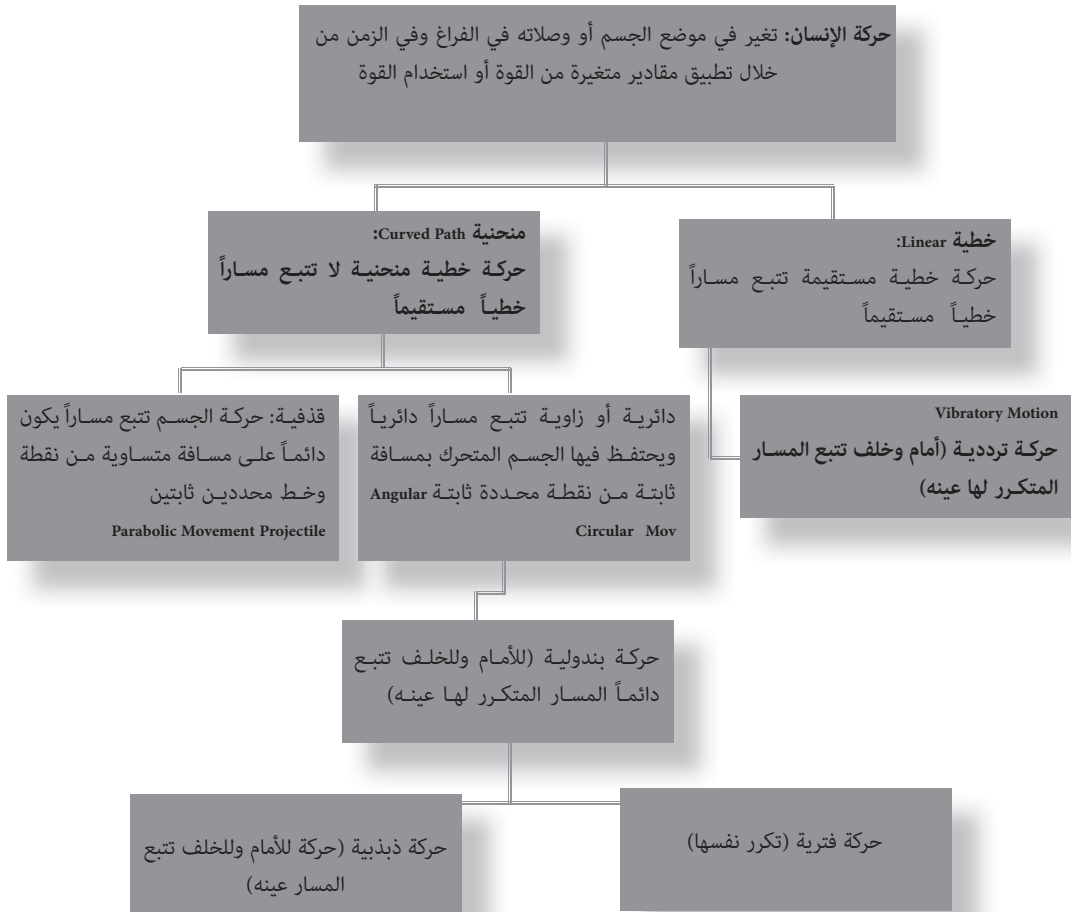 حركة الإنسان: تغير في موضع الجسم أو وصلاته في الفراغ وفي الزمن من
خلال تطبيق مقادير متغيرة من القوة أو استخدام القوة
خطية Linear:
حركة خطية مستقيمة تتبع مساراً
خطياً مستقيماً
منحنية Curved Path:
حركة خطية منحنية لا تتبع مساراً
خطياً مستقيماً
Vibratory Motion
حركة ترددية (أمام وخلف تتبع المسار
المتكرر لها عينه)
دائرية أو زاوية تتبع مساراً دائرياً
ويحتفظ فيها الجسم المتحرك بمسافة
ثابتة من نقطة محددة ثابتة Angular
Circular Mov
قذفية: حركة الجسم تتبع مساراً يكون
دائماً على مسافة متساوية من نقطة
وخط محددين ثابتين
Parabolic Movement Projectile
حركة بندولية (للأمام وللخلف تتبع
دائماً المسار المتكرر لها عينه)
حركة فترية (تكرر نفسها)
حركة ذبذبية (حركة للأمام وللخلف تتبع
المسار عينه)